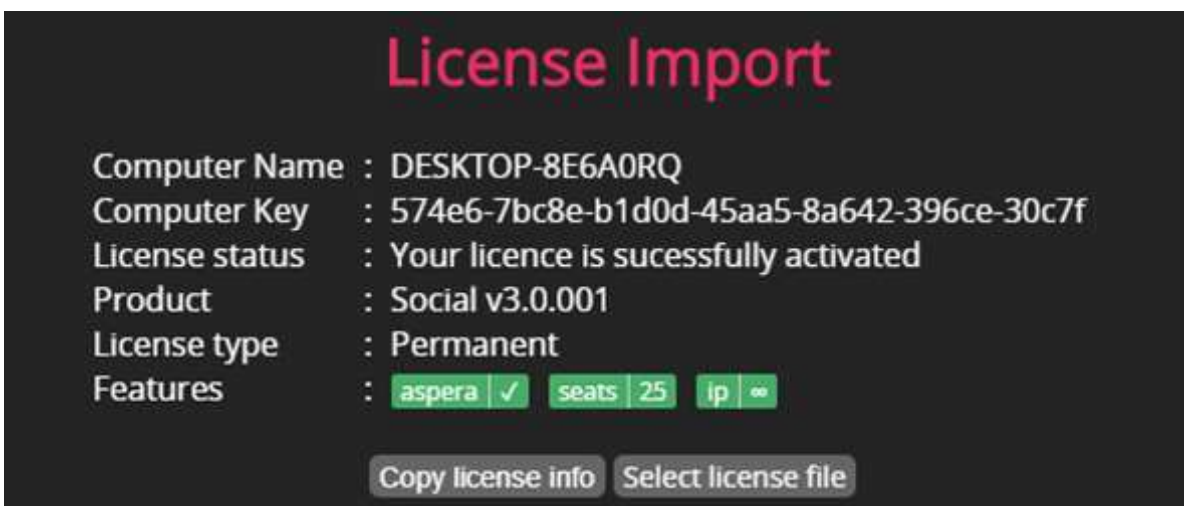 License Import
Computer Name : DESKTOP-8E6A0RQ
Computer Key : 574e6-7bc8e-b1d0d-45aa5-8a642-396ce-30c7f
License status : Your licence is sucessfully activated
Product : Social v3.0.001
License type : Permanent
Features : aspera ✓ seats 25 ip ∞
Copy license info Select license file